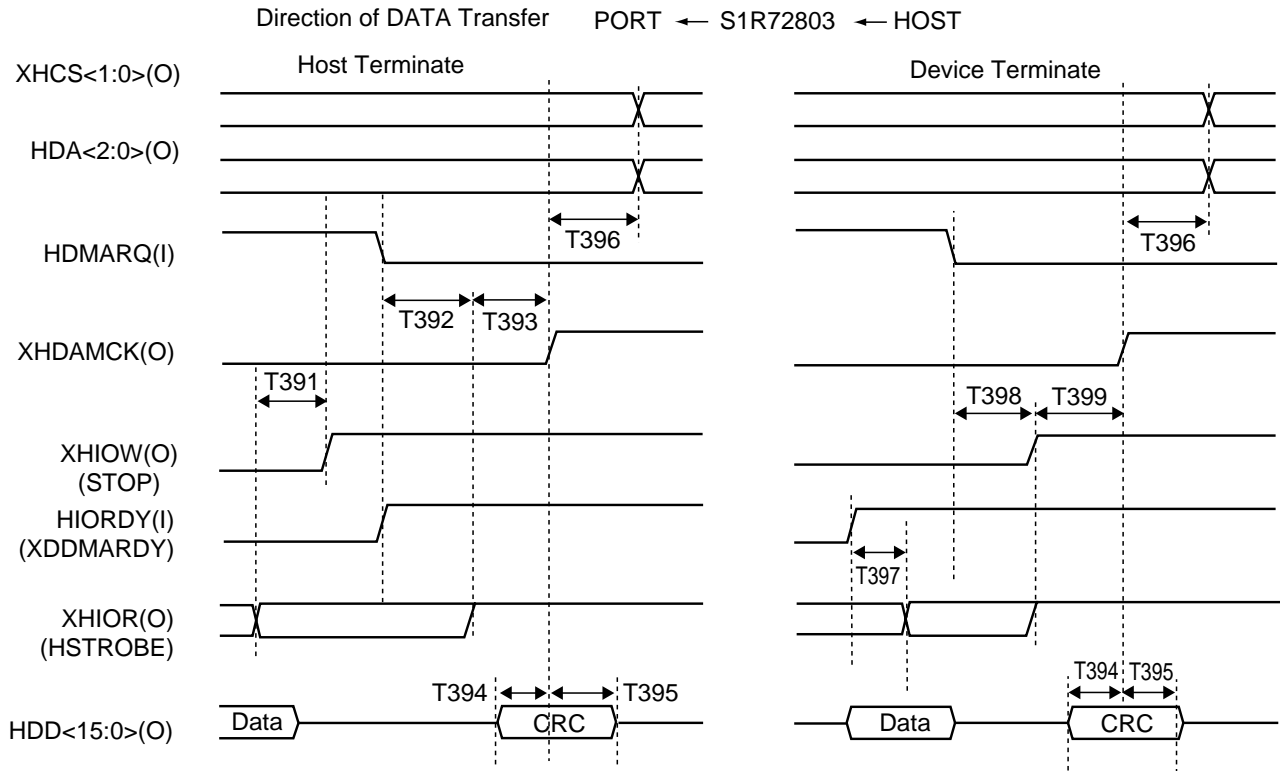 Direction of DATA Transfer PORT ← S1R72803 ← HOST
Host Terminate
Device Terminate
XHCS<1:0>(O)
HDA<2:0>(O)
T396
T396
HDMARQ(I)
T392
T393
XHDAMCK(O)
T391
T398
T399
XHIOW(O)
(STOP)
HIORDY(I)
(XDDMARDY)
T397
XHIOR(O)
(HSTROBE)
T394
T395
T394
T395
HDD<15:0>(O)
Data
CRC
Data
CRC